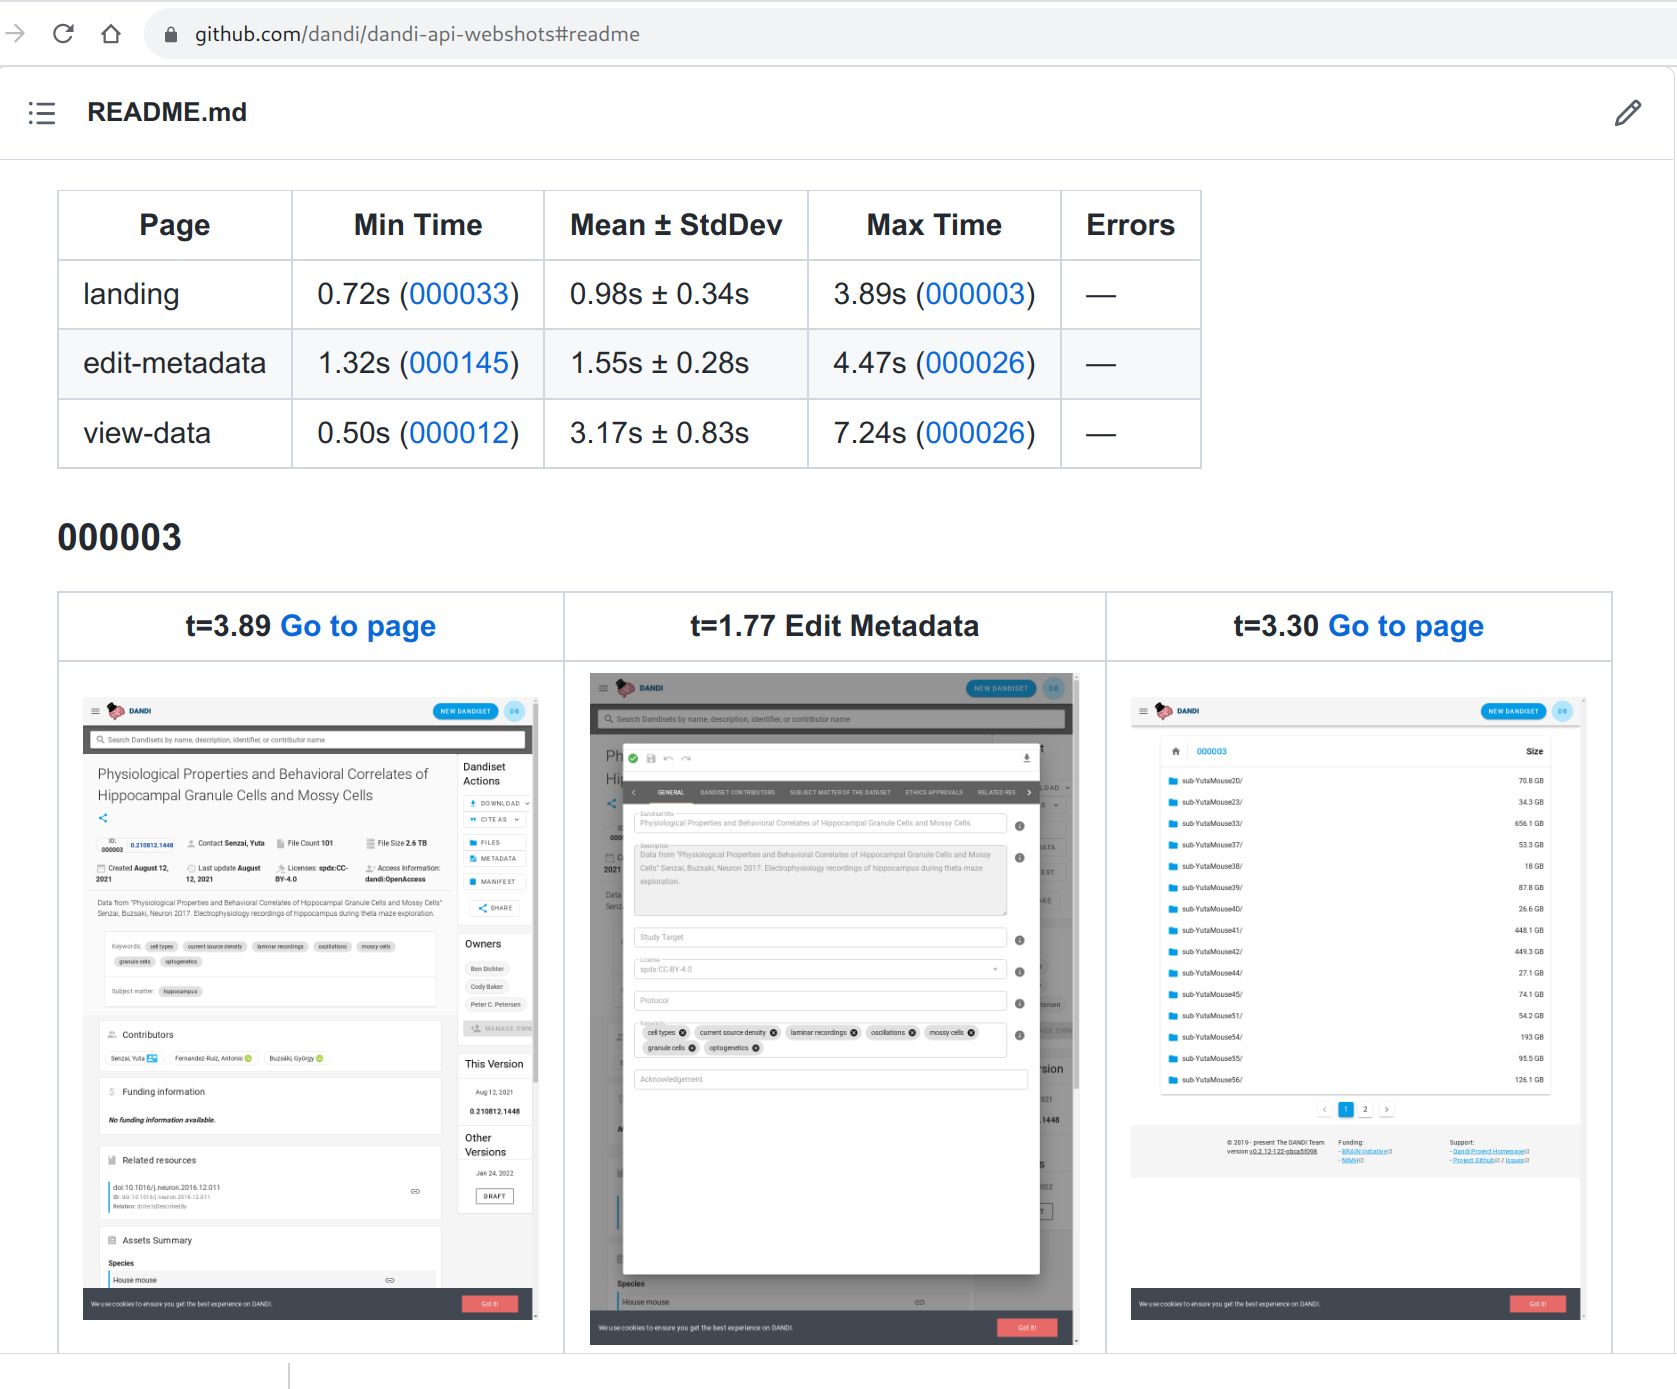 github.com/dandi/dandi-api-webshots#readme
README.md
Page Min Time Mean ± StdDev Max Time Errors
landing 0.72s (000033) 0.98s ± 0.34s 3.89s (000003) —
edit-metadata 1.32s (000145) 1.55s ± 0.28s 4.47s (000026) —
view-data 0.50s (000012) 3.17s ± 0.83s 7.24s (000026) —
000003
t=3.89 Go to page
t=1.77 Edit Metadata
t=3.30 Go to page
DANDI
NEW DANDISET
DB
Search Dandisets by name, description, identifier, or contributor name
Physiological Properties and Behavioral Correlates of
Hippocampal Granule Cells and Mossy Cells
ID: 000003 0.210812.1448
Contact Senzai, Yuta
File Count 101
File Size 2.6 TB
Created August 12, 2021
Last update August 12, 2021
Licenses: spdx:CC-BY-4.0
Access Information: dandi:OpenAccess
Data from "Physiological Properties and Behavioral Correlates of Hippocampal Granule Cells and Mossy Cells"
Senzai, Buzsaki, Neuron 2017. Electrophysiology recordings of hippocampus during theta maze exploration.
Keywords: cell types current source density laminar recordings oscillations mossy cells
granule cells optogenetics
Subject matter: hippocampus
Contributors
Senzai, Yuta Fernandez-Ruiz, Antonio Buzsáki, György
Funding information
No funding information available.
Related resources
doi:10.1016/j.neuron.2016.12.011
ID: doi:10.1016/j.neuron.2016.12.011
Relation: dcite:IsDescribedBy
Assets Summary
Species
House mouse
Dandiset
Actions
DOWNLOAD
CITE AS
FILES
METADATA
MANIFEST
SHARE
Owners
Ben Dichter
Cody Baker
Peter C. Petersen
MANAGE OWN
This Version
Aug 12, 2021
0.210812.1448
Other
Versions
Jan 24, 2022
DRAFT
We use cookies to ensure you get the best experience on DANDI.
Got it!
DANDI
NEW DANDISET
DB
Search Dandisets by name, description, identifier, or contributor name
GENERAL DANDISET CONTRIBUTORS SUBJECT MATTER OF THE DATASET ETHICS APPROVALS RELATED RES
Dandiset title
Physiological Properties and Behavioral Correlates of Hippocampal Granule Cells and Mossy Cells
Description
Data from "Physiological Properties and Behavioral Correlates of Hippocampal Granule Cells and Mossy
Cells" Senzai, Buzsaki, Neuron 2017. Electrophysiology recordings of hippocampus during theta maze
exploration.
Study Target
License
spdx:CC-BY-4.0
Protocol
Keywords
cell types current source density laminar recordings oscillations mossy cells
granule cells optogenetics
Acknowledgement
Species
House mouse
We use cookies to ensure you get the best experience on DANDI.
Got it!
DANDI
NEW DANDISET
DB
000003 Size
sub-YutaMouse20/ 70.8 GB
sub-YutaMouse23/ 34.3 GB
sub-YutaMouse33/ 656.1 GB
sub-YutaMouse37/ 53.3 GB
sub-YutaMouse38/ 18 GB
sub-YutaMouse39/ 87.8 GB
sub-YutaMouse40/ 26.6 GB
sub-YutaMouse41/ 448.1 GB
sub-YutaMouse42/ 449.3 GB
sub-YutaMouse44/ 27.1 GB
sub-YutaMouse45/ 74.1 GB
sub-YutaMouse51/ 54.2 GB
sub-YutaMouse54/ 193 GB
sub-YutaMouse55/ 95.5 GB
sub-YutaMouse56/ 126.1 GB
1 2
© 2019 - present The DANDI Team
version v0.2.12-122-gbca5f098
Funding:
- BRAIN Initiative
- NIMH
Support:
- Dandi Project Homepage
- Project Github / Issues
We use cookies to ensure you get the best experience on DANDI.
Got it!